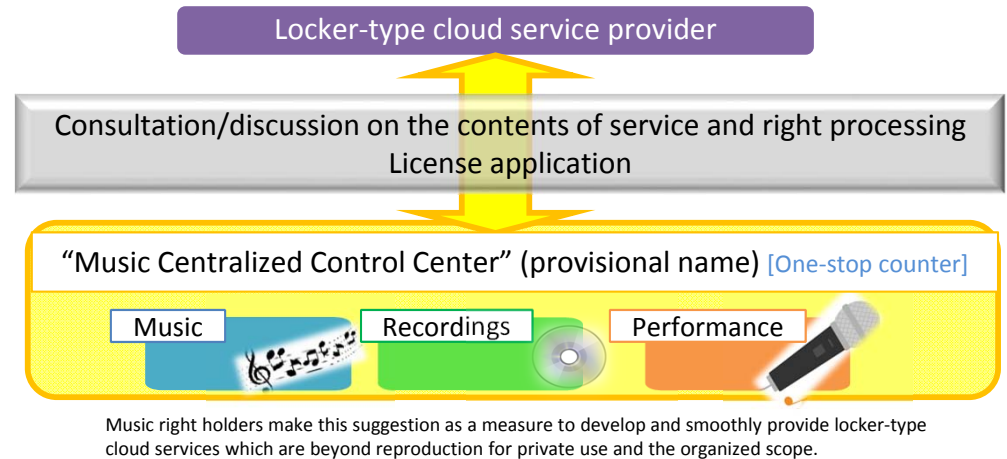 Locker-type cloud service provider
Consultation/discussion on the contents of service and right processing
License application
“Music Centralized Control Center” (provisional name) [One-stop counter]
Music
Recordings
Performance
Music right holders make this suggestion as a measure to develop and smoothly provide locker-type
cloud services which are beyond reproduction for private use and the organized scope.